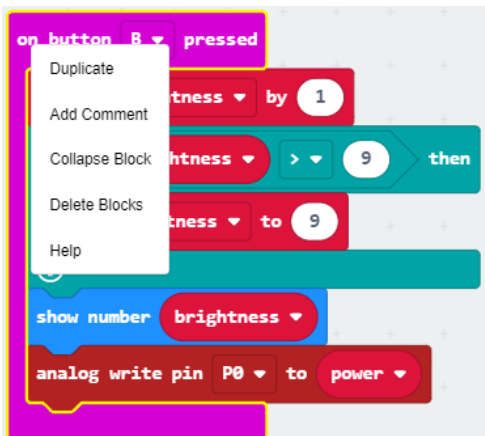 on button B pressed
Duplicate
tness by 1
Add Comment
Collapse Block
htness > 9 then
Delete Blocks
tness to 9
Help
show number brightness
analog write pin P0 to power